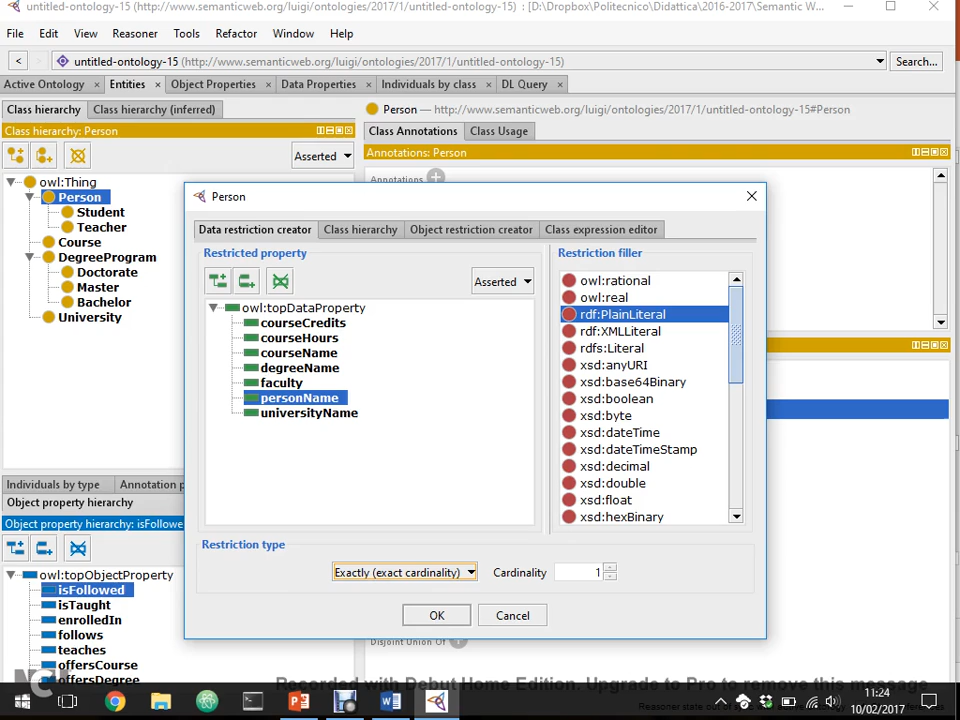 untitled-ontology-15 (http://www.semanticweb.org/luigi/ontologies/2017/1/untitled-ontology-15) : [D:\Dropbox\Politecnico\Didattica\2016-2017\Semantic W...
File Edit View Reasoner Tools Refactor Window Help
< > untitled-ontology-15 (http://www.semanticweb.org/luigi/ontologies/2017/1/untitled-ontology-15) Search...
Active Ontology × Entities × Object Properties × Data Properties × Individuals by class × DL Query ×
Class hierarchy Class hierarchy (inferred)
Class hierarchy: Person
Asserted
owl:Thing
Person
Student
Teacher
Course
DegreeProgram
Doctorate
Master
Bachelor
University
Individuals by type Annotation p
Object property hierarchy
Object property hierarchy: isFollowe
owl:topObjectProperty
isFollowed
isTaught
enrolledIn
follows
teaches
offersCourse
offersDegree
Person — http://www.semanticweb.org/luigi/ontologies/2017/1/untitled-ontology-15#Person
Class Annotations Class Usage
Annotations: Person
Annotations
Person
Data restriction creator Class hierarchy Object restriction creator Class expression editor
Restricted property
Asserted
owl:topDataProperty
courseCredits
courseHours
courseName
degreeName
faculty
personName
universityName
Restriction filler
owl:rational
owl:real
rdf:PlainLiteral
rdf:XMLLiteral
rdfs:Literal
xsd:anyURI
xsd:base64Binary
xsd:boolean
xsd:byte
xsd:dateTime
xsd:dateTimeStamp
xsd:decimal
xsd:double
xsd:float
xsd:hexBinary
Restriction type
Exactly (exact cardinality) Cardinality 1
OK Cancel
Disjoint Union Of
Recorded with Debut Home Edition. Upgrade to Pro to remove this message
11:24
10/02/2017